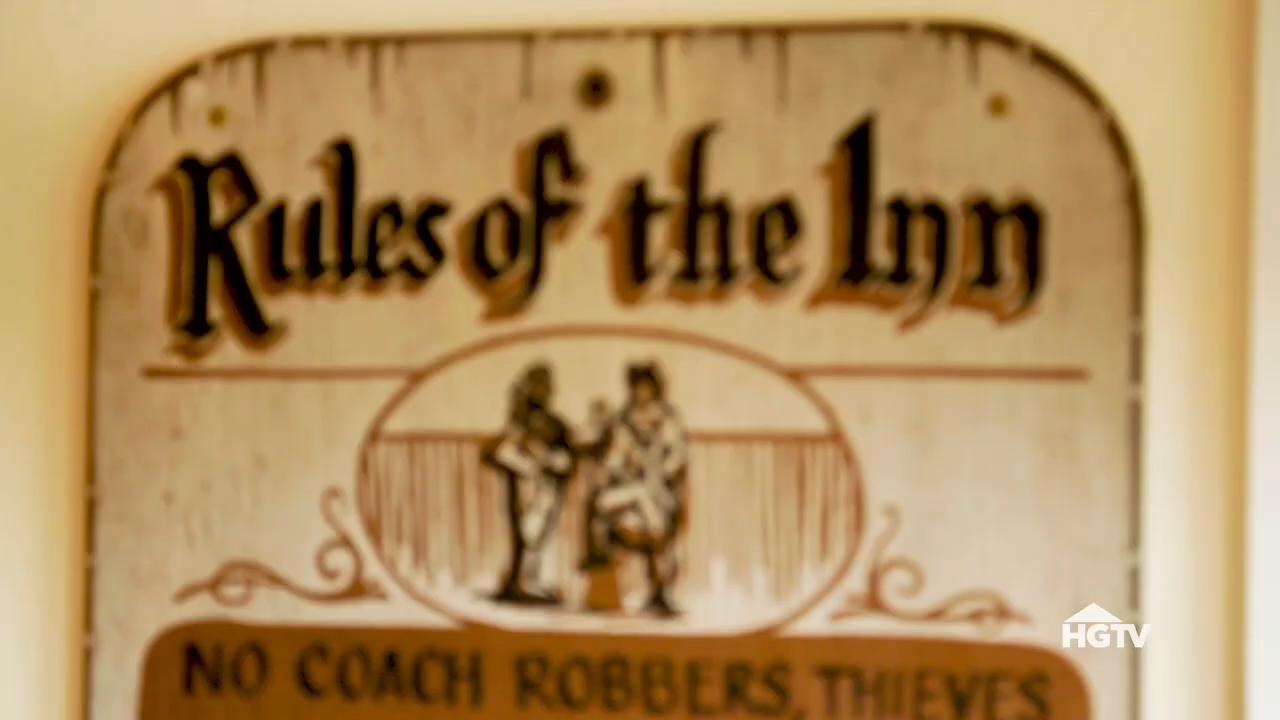 Rules of the Inn
NO COACH ROBBERS, THIEVES
HGTV